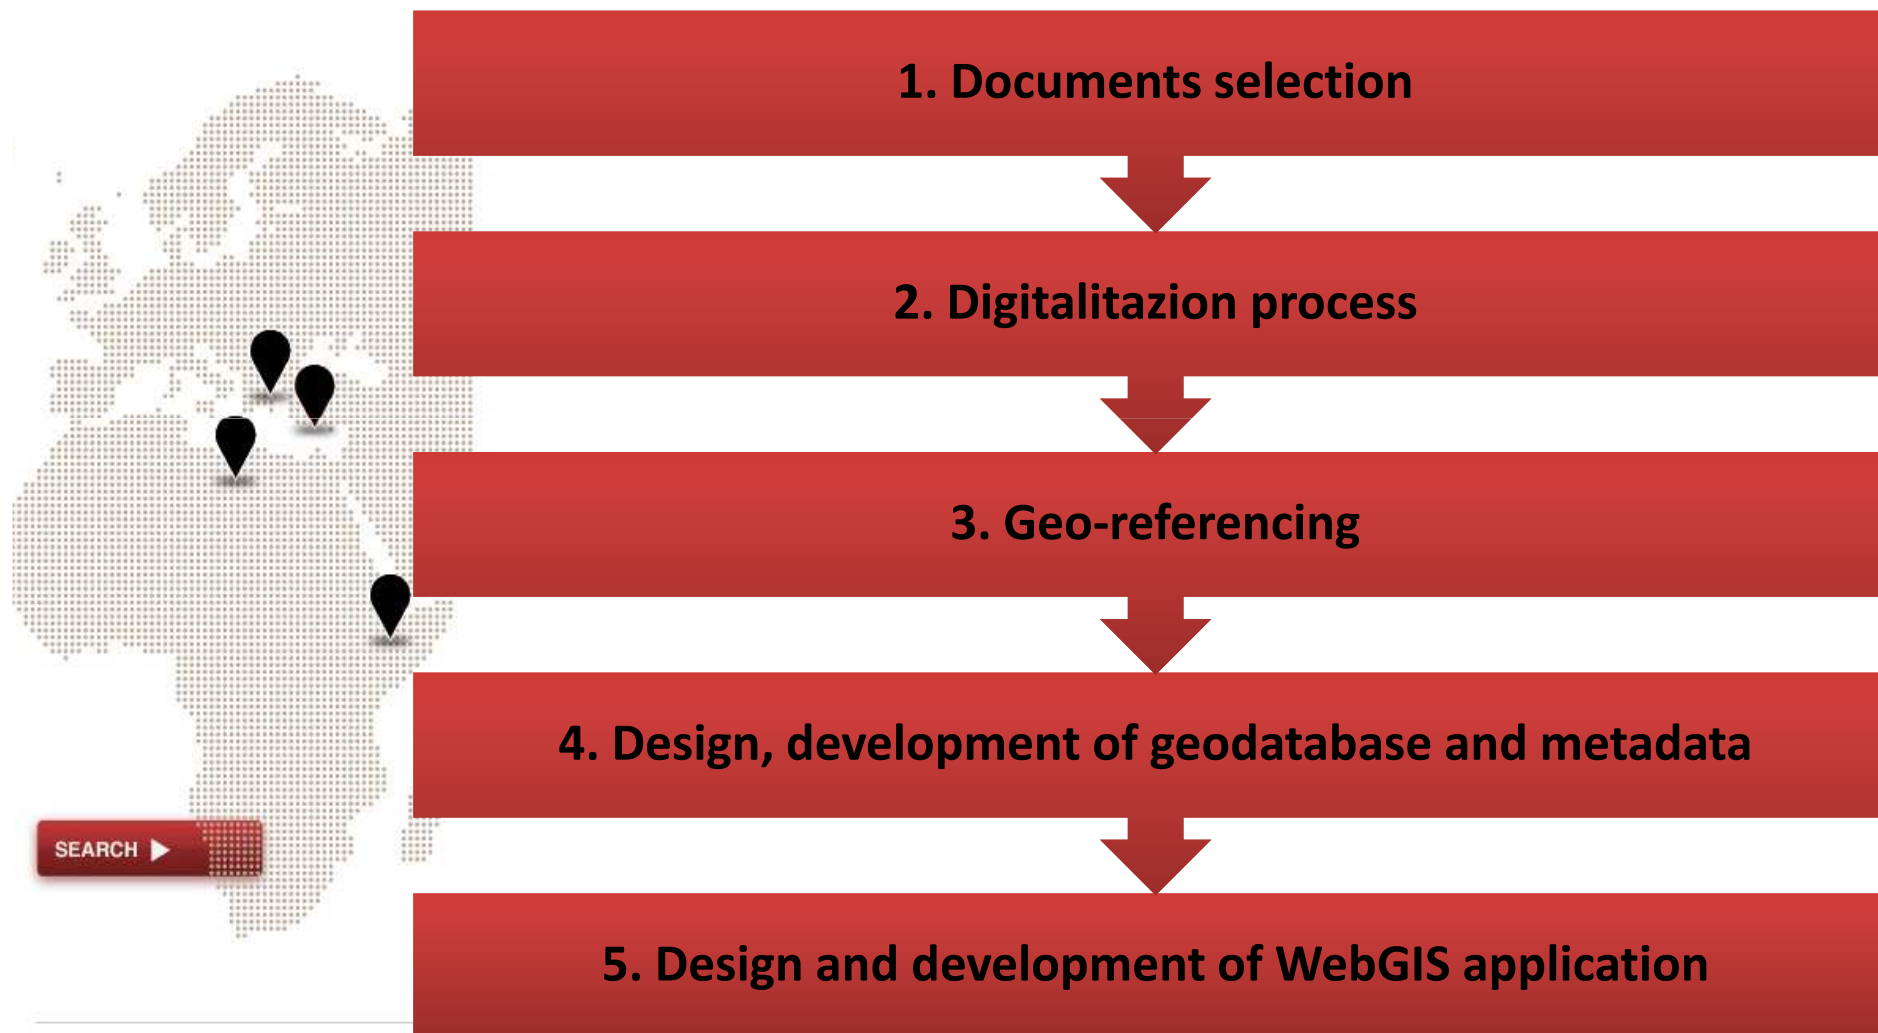 1. Documents selection
2. Digitalitazion process
3. Geo-referencing
4. Design, development of geodatabase and metadata
SEARCH
5. Design and development of WebGIS application